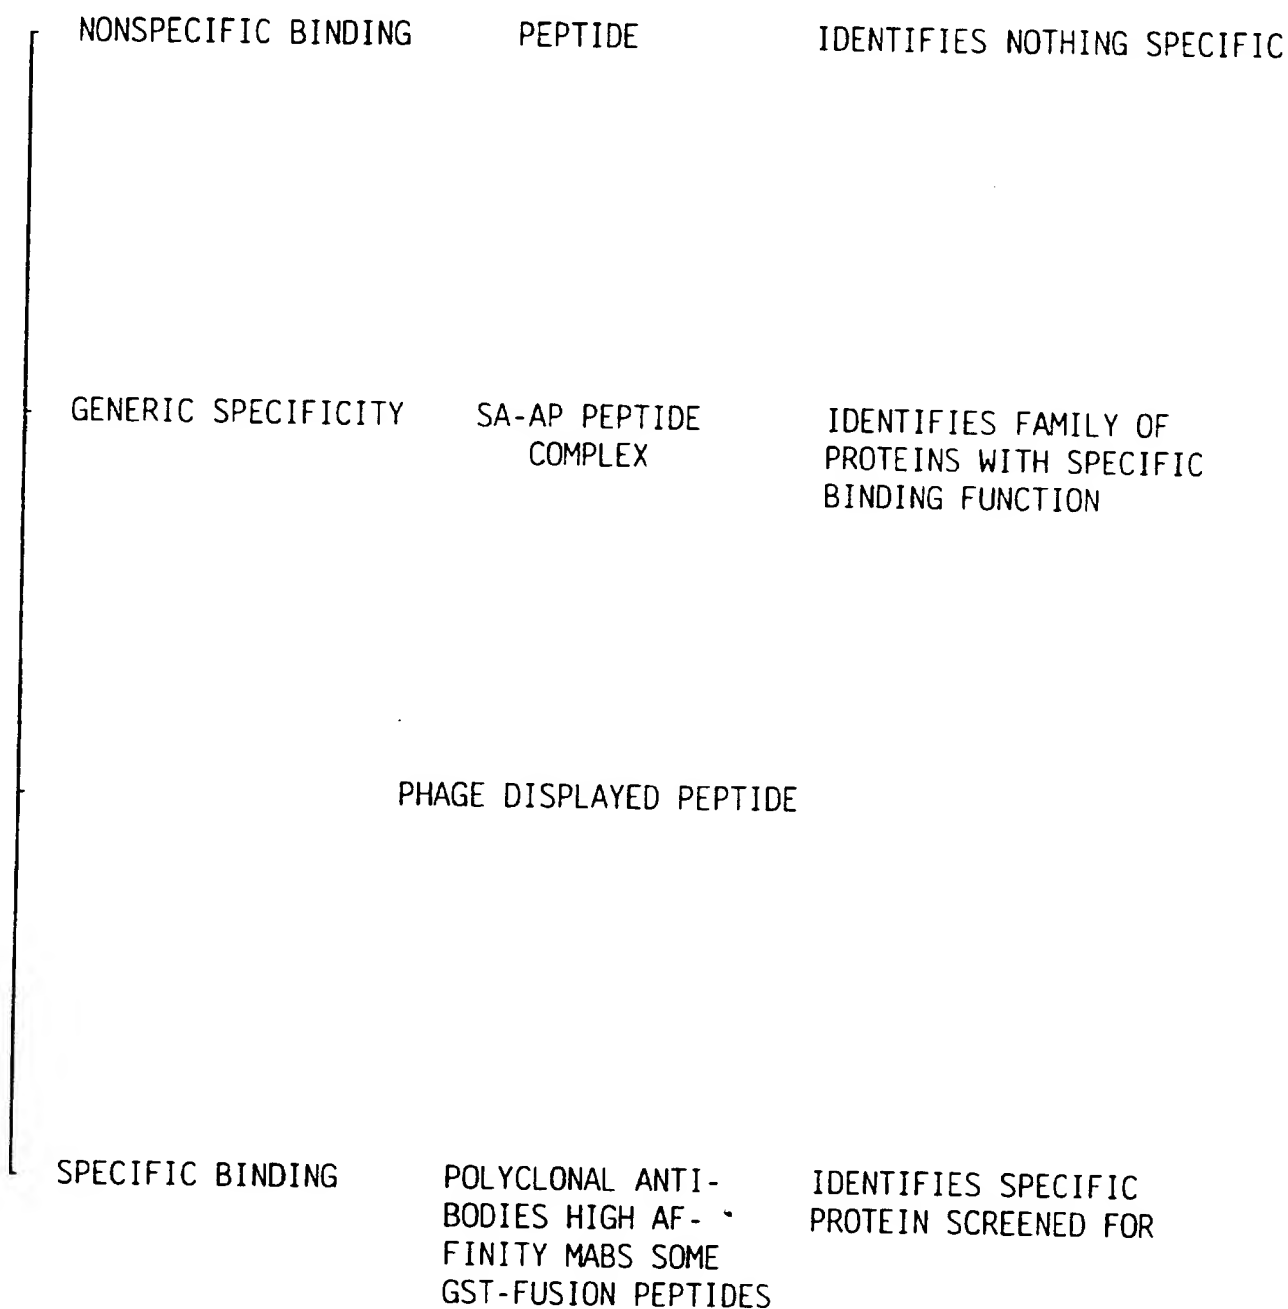 NONSPECIFIC BINDING PEPTIDE IDENTIFIES NOTHING SPECIFIC
GENERIC SPECIFICITY SA-AP PEPTIDE IDENTIFIES FAMILY OF
COMPLEX PROTEINS WITH SPECIFIC
BINDING FUNCTION
PHAGE DISPLAYED PEPTIDE
SPECIFIC BINDING POLYCLONAL ANTI- IDENTIFIES SPECIFIC
BODIES HIGH AF- PROTEIN SCREENED FOR
FINITY MABS SOME
GST-FUSION PEPTIDES